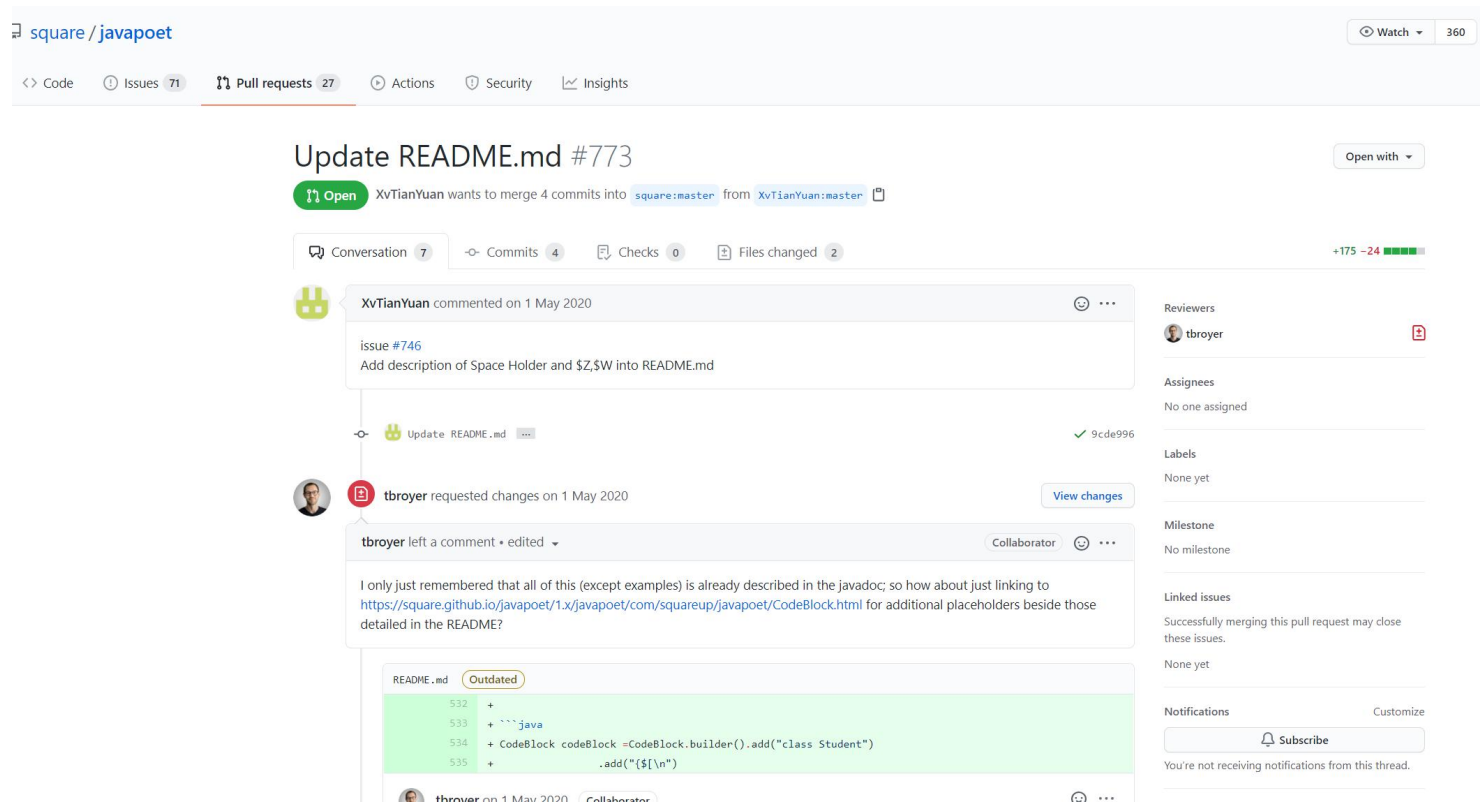 square / javapoet
Watch 360
Code Issues 71 Pull requests 27 Actions Security Insights
Update README.md #773
Open with
Open XvTianYuan wants to merge 4 commits into square:master from XvTianYuan:master
Conversation 7 Commits 4 Checks 0 Files changed 2
+175 −24
XvTianYuan commented on 1 May 2020
issue #746
Add description of Space Holder and $Z,$W into README.md
Update README.md ...
9cde996
tbroyer requested changes on 1 May 2020
View changes
tbroyer left a comment • edited
Collaborator
I only just remembered that all of this (except examples) is already described in the javadoc; so how about just linking to
https://square.github.io/javapoet/1.x/javapoet/com/squareup/javapoet/CodeBlock.html for additional placeholders beside those
detailed in the README?
README.md Outdated
532 +
533 + ```java
534 + CodeBlock codeBlock =CodeBlock.builder().add("class Student")
535 + .add("{$[\n")
tbroyer on 1 May 2020 Collaborator
Reviewers
tbroyer
Assignees
No one assigned
Labels
None yet
Milestone
No milestone
Linked issues
Successfully merging this pull request may close
these issues.
None yet
Notifications Customize
Subscribe
You're not receiving notifications from this thread.